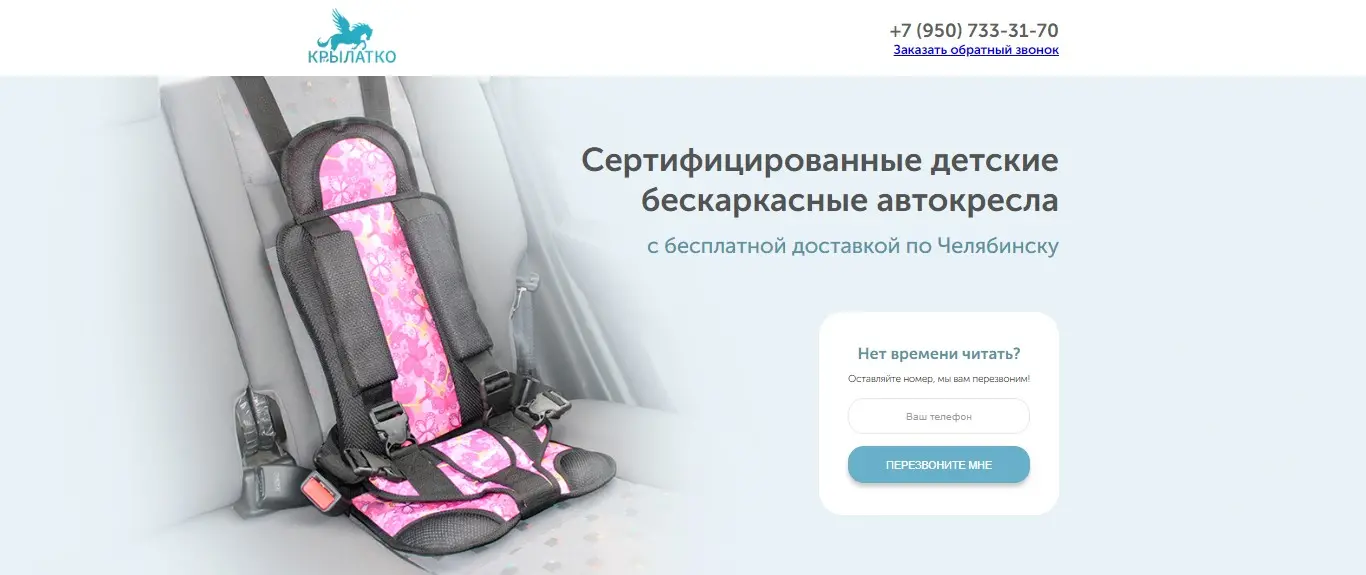 КРЫЛАТКО
+7 (950) 733-31-70
Заказать обратный звонок
Сертифицированные детские
бескаркасные автокресла
с бесплатной доставкой по Челябинску
Нет времени читать?
Оставляйте номер, мы вам перезвоним!
Ваш телефон
ПЕРЕЗВОНИТЕ МНЕ